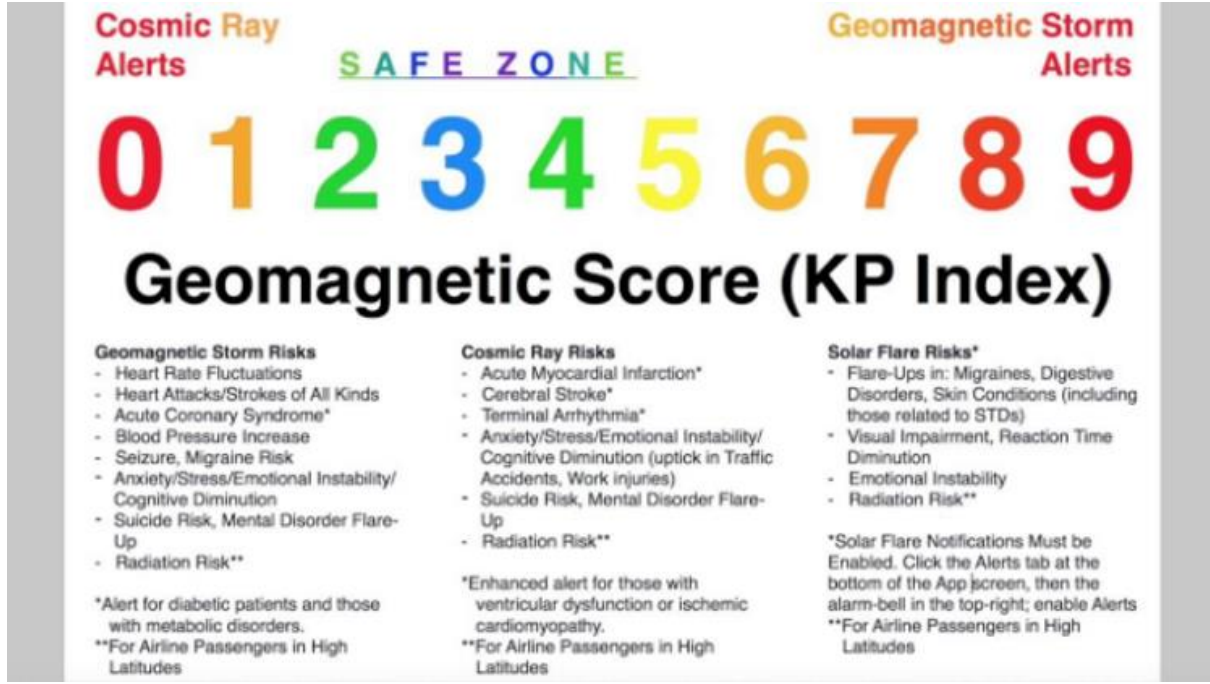 Cosmic Ray
Alerts
SAFE ZONE
Geomagnetic Storm
Alerts
0 1 2 3 4 5 6 7 8 9
Geomagnetic Score (KP Index)
Geomagnetic Storm Risks
- Heart Rate Fluctuations
- Heart Attacks/Strokes of All Kinds
- Acute Coronary Syndrome*
- Blood Pressure Increase
- Seizure, Migraine Risk
- Anxiety/Stress/Emotional Instability/
Cognitive Diminution
- Suicide Risk, Mental Disorder Flare-
Up
- Radiation Risk**
*Alert for diabetic patients and those
with metabolic disorders.
**For Airline Passengers in High
Latitudes
Cosmic Ray Risks
- Acute Myocardial Infarction*
- Cerebral Stroke*
- Terminal Arrhythmia*
- Anxiety/Stress/Emotional Instability/
Cognitive Diminution (uptick in Traffic
Accidents, Work injuries)
- Suicide Risk, Mental Disorder Flare-
Up
- Radiation Risk**
*Enhanced alert for those with
ventricular dysfunction or ischemic
cardiomyopathy.
**For Airline Passengers in High
Latitudes
Solar Flare Risks*
- Flare-Ups in: Migraines, Digestive
Disorders, Skin Conditions (including
those related to STDs)
- Visual Impairment, Reaction Time
Diminution
- Emotional Instability
- Radiation Risk**
*Solar Flare Notifications Must be
Enabled. Click the Alerts tab at the
bottom of the App screen, then the
alarm-bell in the top-right; enable Alerts
**For Airline Passengers in High
Latitudes